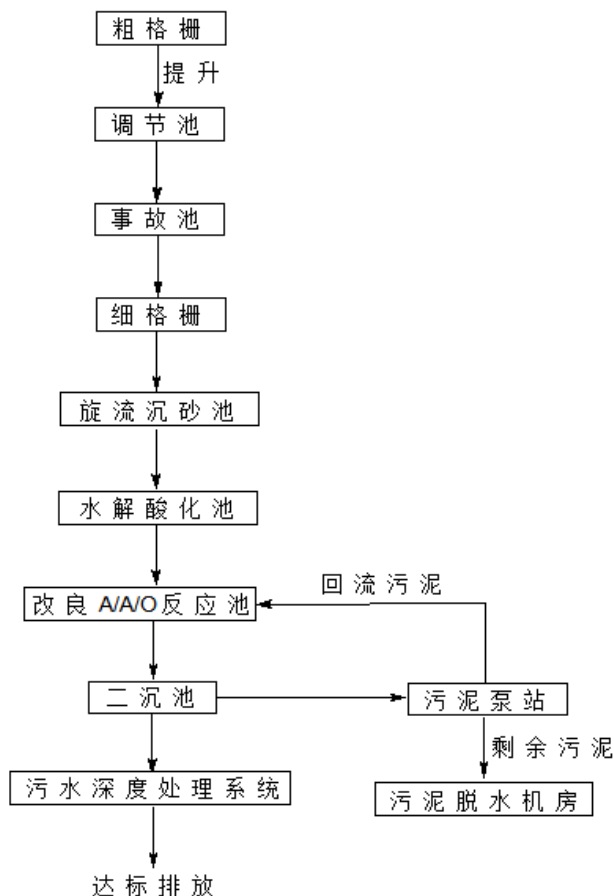 粗格栅
提升
调节池
事故池
细格栅
旋流沉砂池
水解酸化池
回流污泥
改良A/A/O反应池
二沉池
污泥泵站
剩余污泥
污水深度处理系统
污泥脱水机房
达标排放